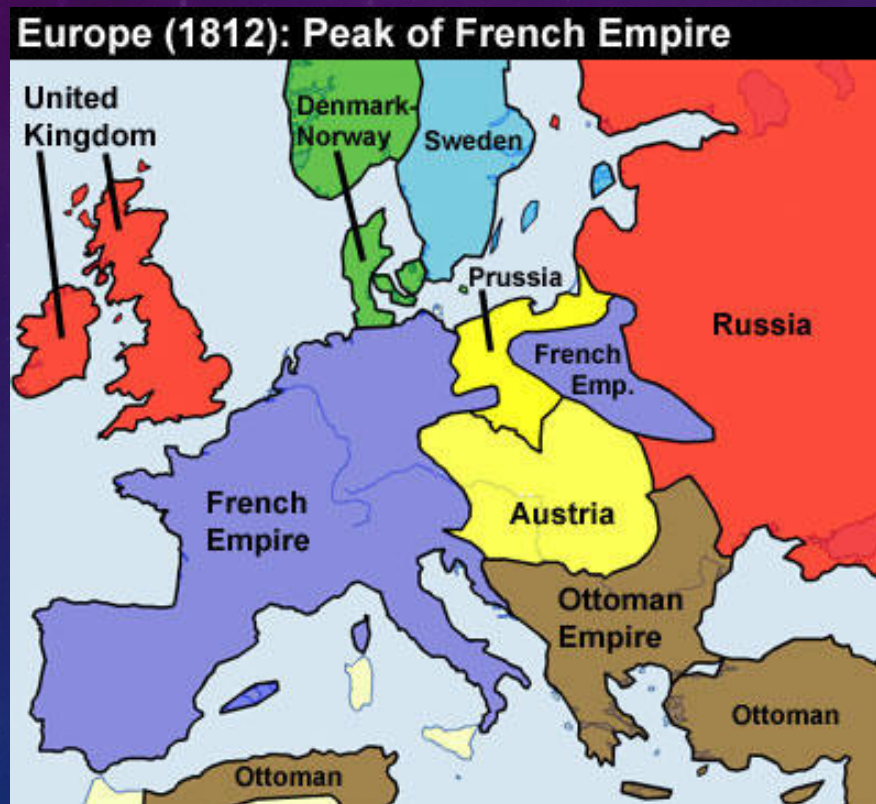 Europe (1812): Peak of French Empire
United
Kingdom
Denmark-
Norway
Sweden
Prussia
Russia
French
Emp.
French
Empire
Austria
Ottoman
Empire
Ottoman
Ottoman